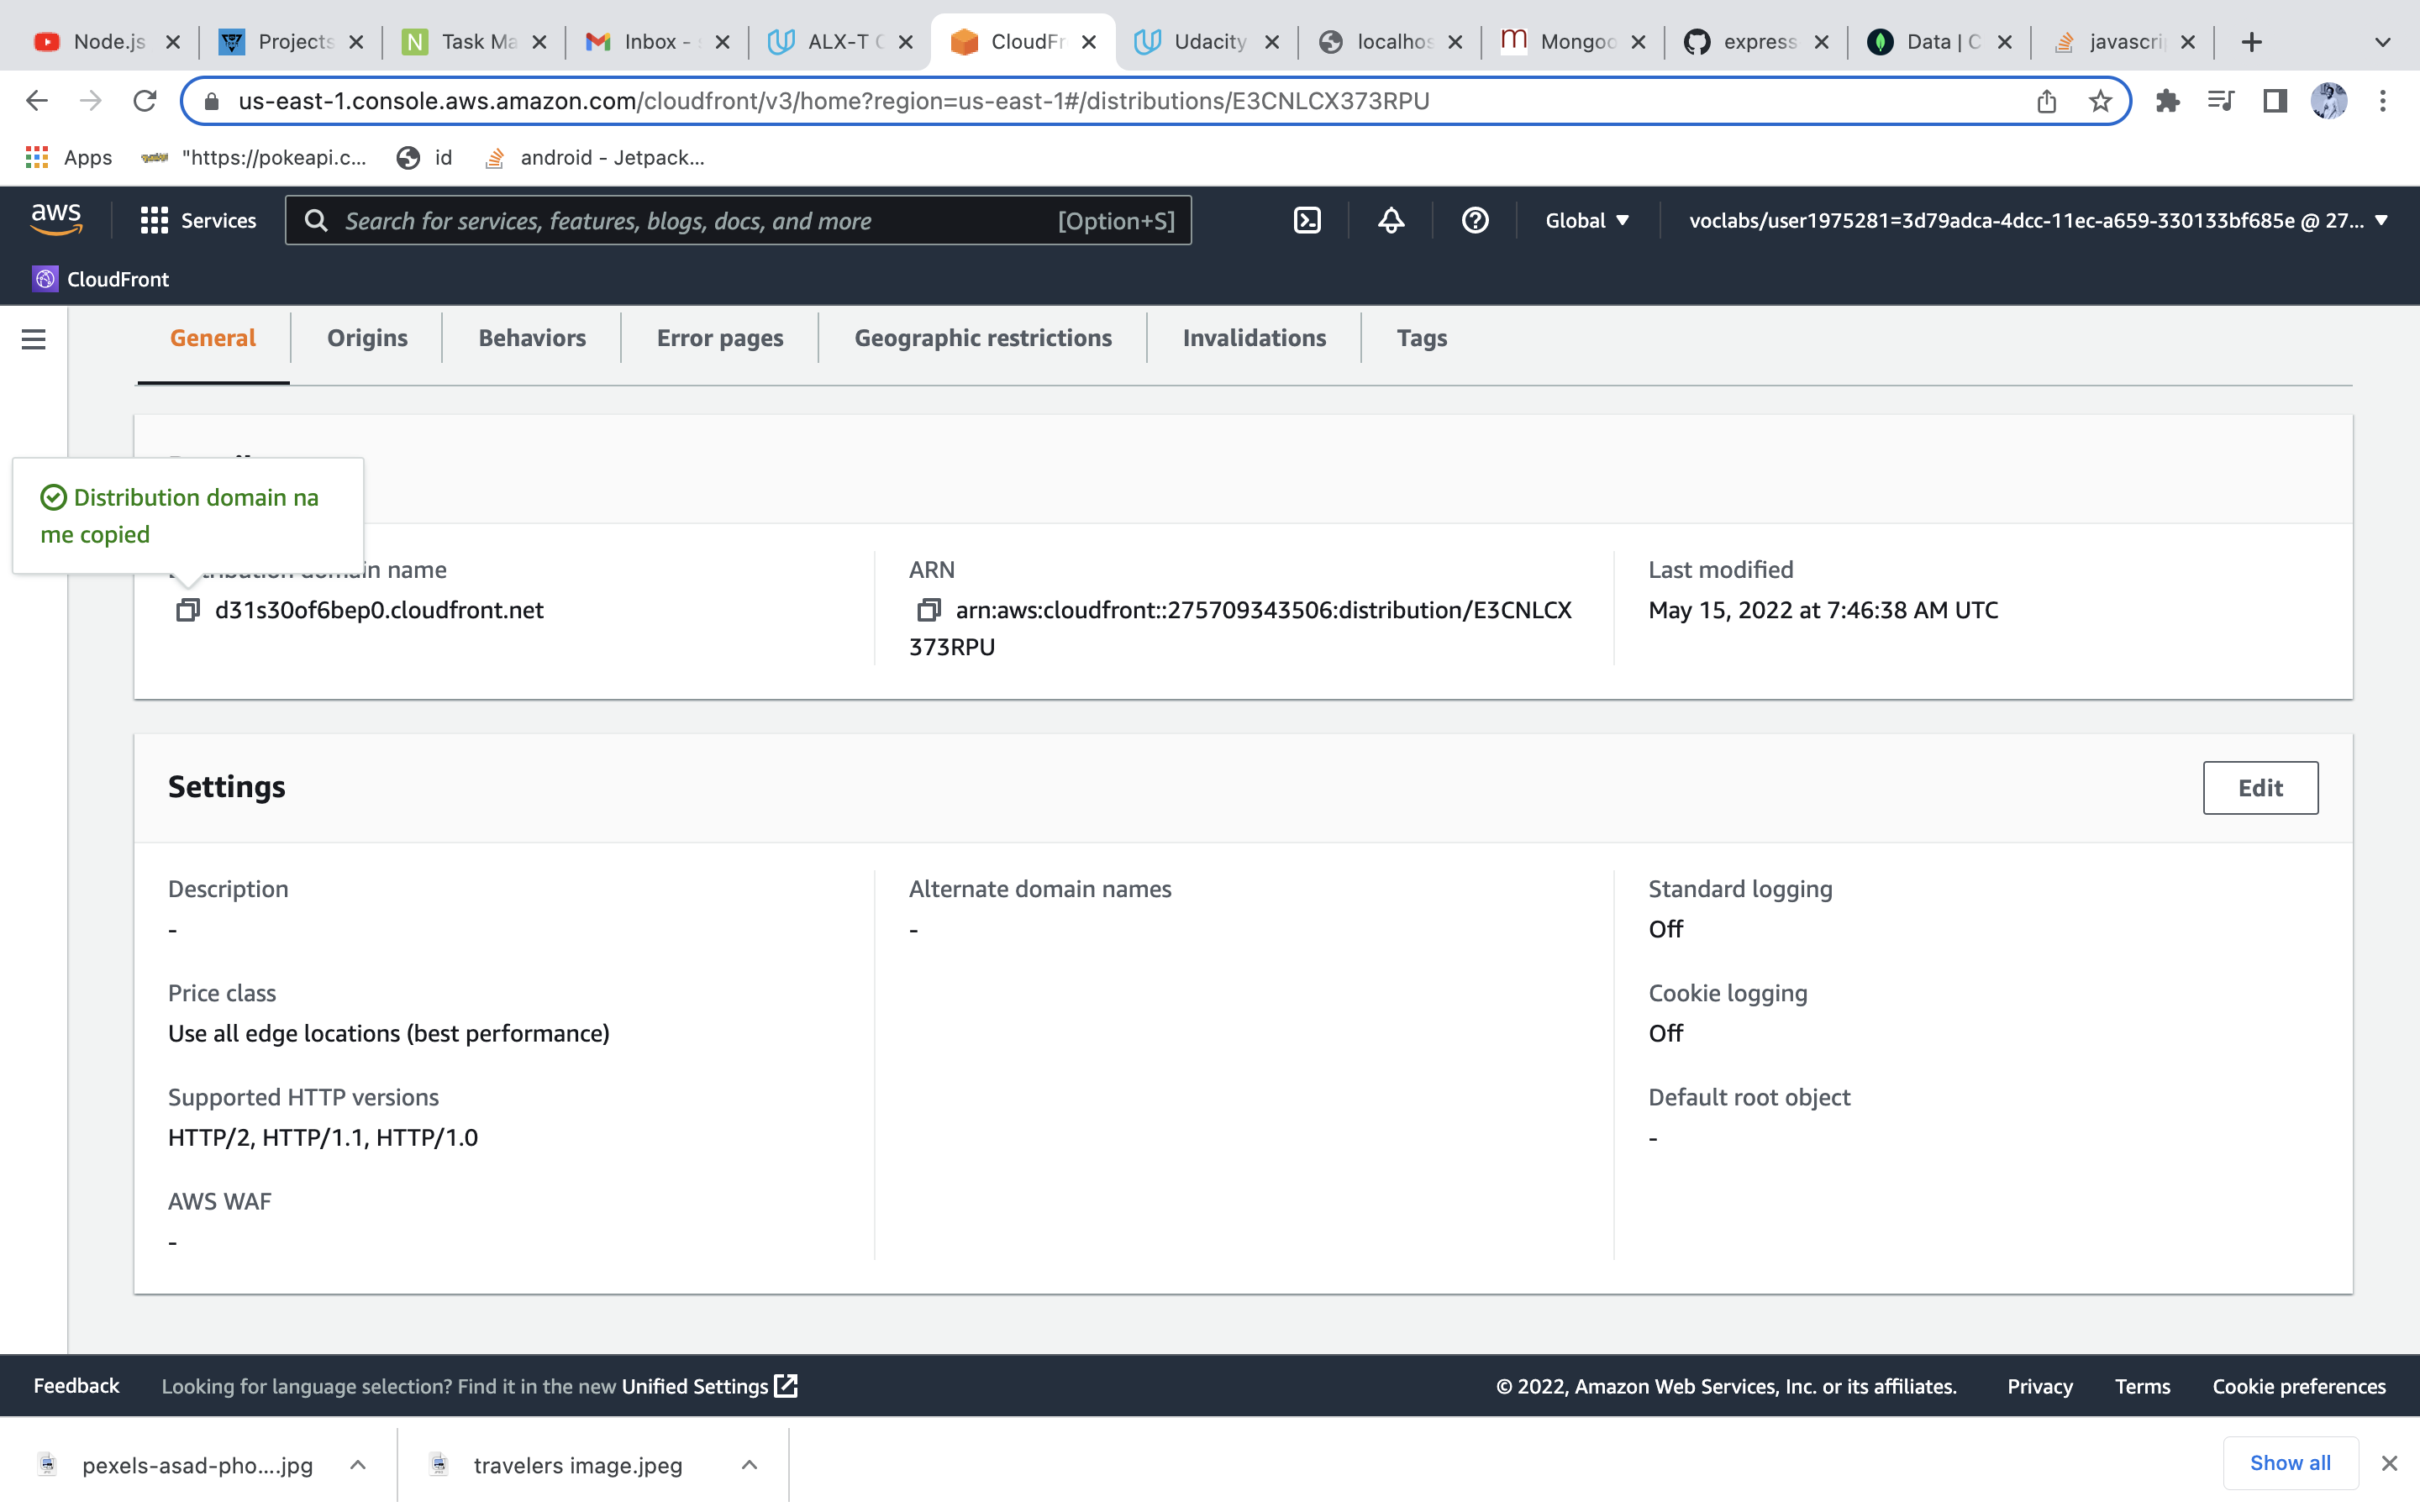 Node.js
Projects
Task Ma
Inbox -
ALX-T
CloudFr
Udacity
localhos
Mongoo
express
Data | C
javascri
us-east-1.console.aws.amazon.com/cloudfront/v3/home?region=us-east-1#/distributions/E3CNLCX373RPU
Apps
"https://pokeapi.c...
id
android - Jetpack...
aws
Services
Search for services, features, blogs, docs, and more
[Option+S]
Global
voclabs/user1975281=3d79adca-4dcc-11ec-a659-330133bf685e @ 27...
CloudFront
General
Origins
Behaviors
Error pages
Geographic restrictions
Invalidations
Tags
Distribution domain na
me copied
domain name
d31s30of6bep0.cloudfront.net
ARN
arn:aws:cloudfront::275709343506:distribution/E3CNLCX
373RPU
Last modified
May 15, 2022 at 7:46:38 AM UTC
Settings
Edit
Description
-
Price class
Use all edge locations (best performance)
Supported HTTP versions
HTTP/2, HTTP/1.1, HTTP/1.0
AWS WAF
-
Alternate domain names
-
Standard logging
Off
Cookie logging
Off
Default root object
-
Feedback
Looking for language selection? Find it in the new Unified Settings
© 2022, Amazon Web Services, Inc. or its affiliates.
Privacy
Terms
Cookie preferences
pexels-asad-pho....jpg
travelers image.jpeg
Show all